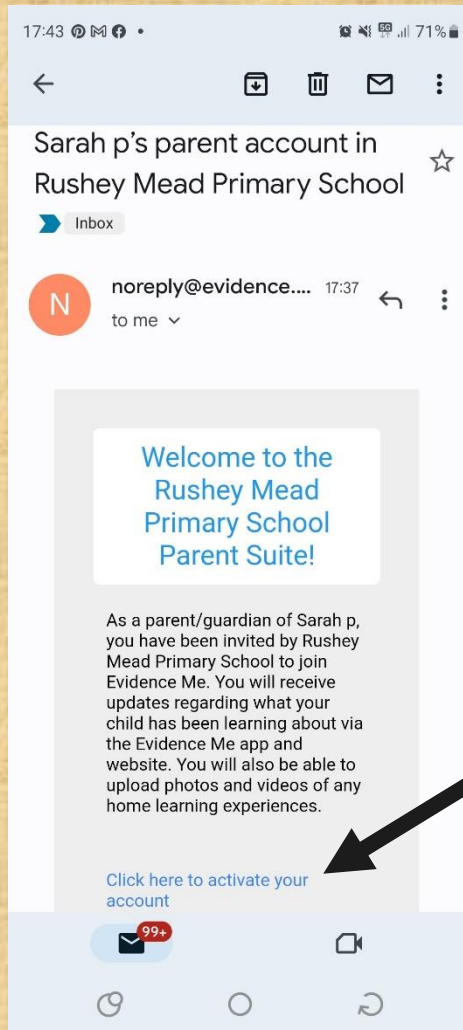 17:43 71%
Sarah p's parent account in
Rushey Mead Primary School
Inbox
N
noreply@evidence.... 17:37
to me
Welcome to the
Rushey Mead
Primary School
Parent Suite!
As a parent/guardian of Sarah p,
you have been invited by Rushey
Mead Primary School to join
Evidence Me. You will receive
updates regarding what your
child has been learning about via
the Evidence Me app and
website. You will also be able to
upload photos and videos of any
home learning experiences.
Click here to activate your
account
99+